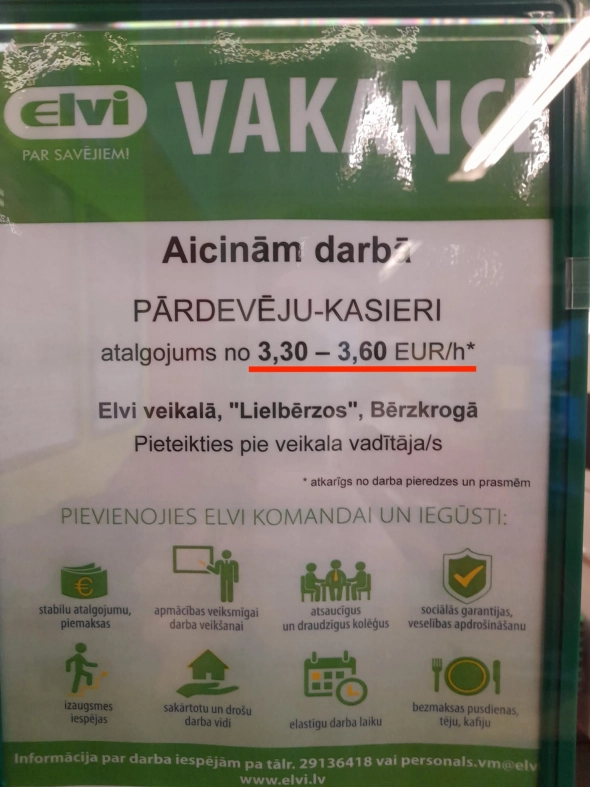 elvi
PAR SAVĒJIEM!
Aicinām darbā
PĀRDEVĒJU-KASIERI
atalgojums no 3,30 – 3,60 EUR/h*
Elvi veikalā, "Lielbērzos", Bērzkrogā
Pieteikties pie veikala vadītāja/s
* atkarīgs no darba pieredzes un prasmēm
PIEVIENOJIES ELVI KOMANDAI UN IEGŪSTI:
stabilu atalgojumu,
piemaksas
apmācības veiksmīgai
darba veikšanai
atsaucīgus
un draudzīgus kolēģus
sociālās garantijas,
veselības apdrošināšanu
izaugsmes
iespējas
sakārtotu un drošu
darba vidi
elastīgu darba laiku
bezmaksas pusdienas,
tēju, kafiju
Informācija par darba iespējām pa tālr. 29136418 vai personals.vm@elv
www.elvi.lv